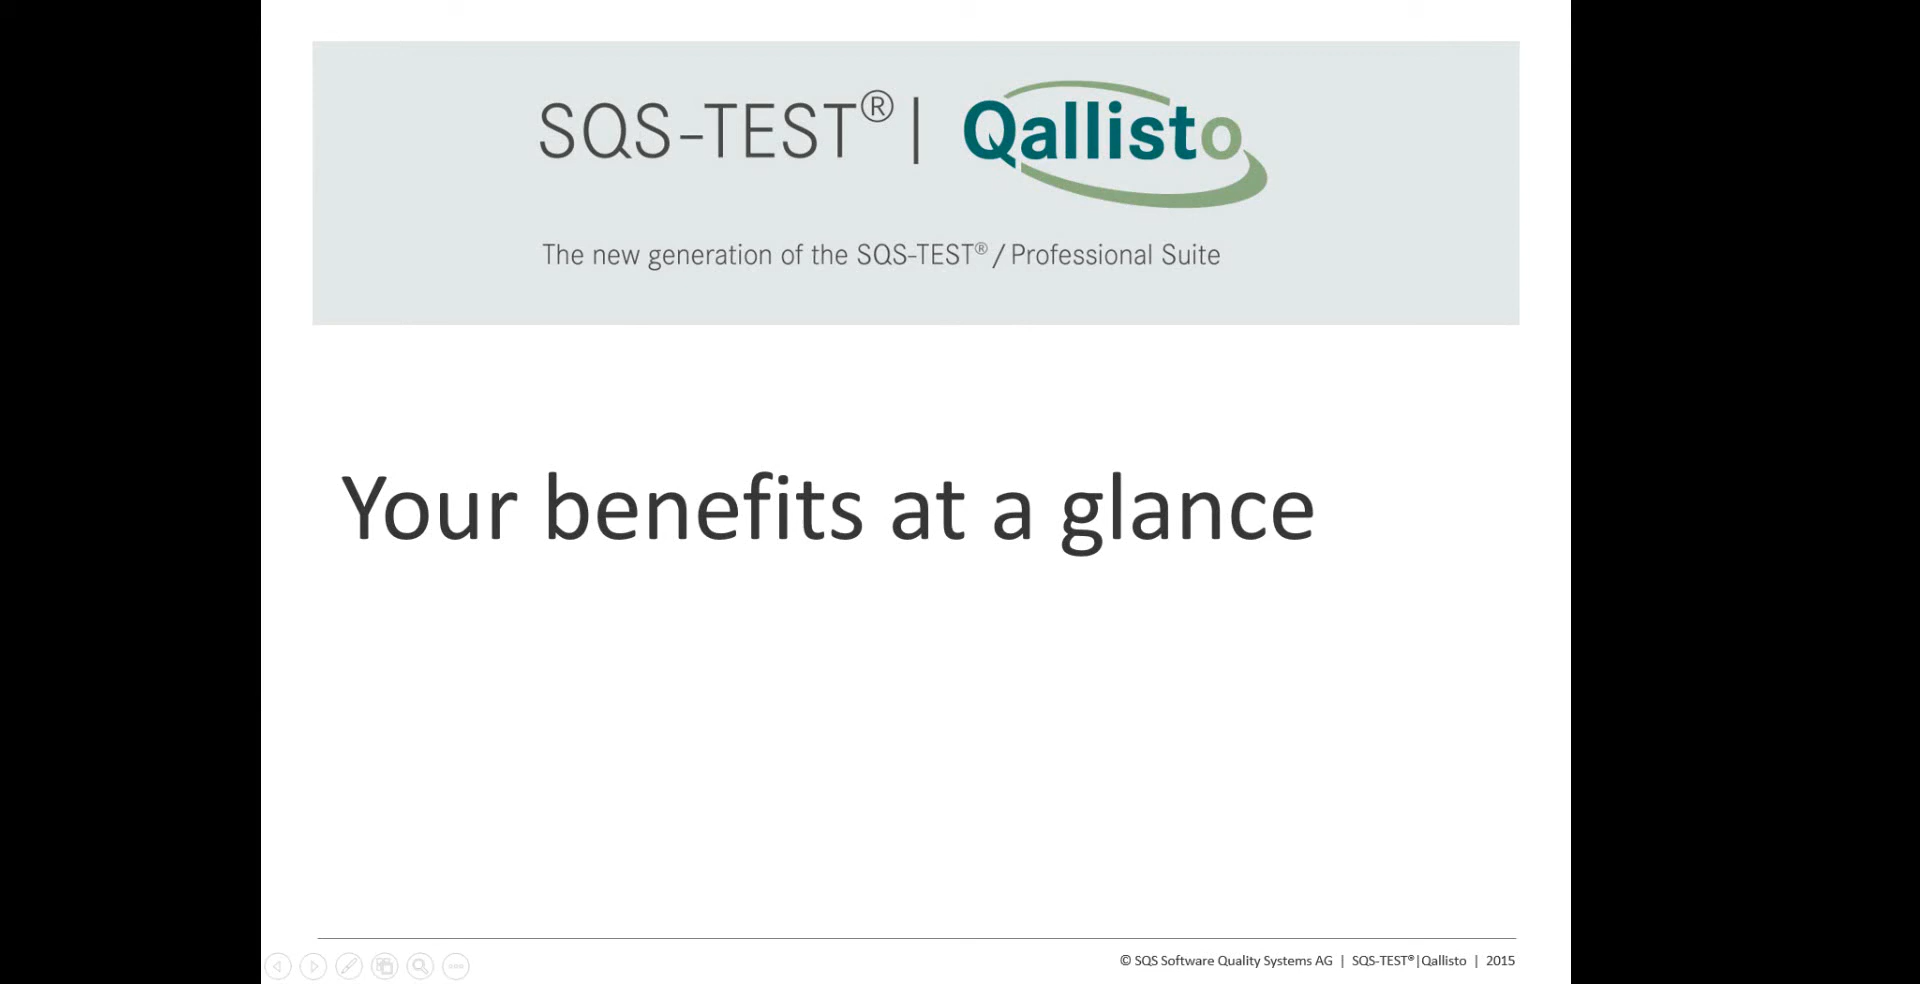 SQS-TEST® | Qallisto
The new generation of the SQS-TEST® / Professional Suite
Your benefits at a glance
© SQS Software Quality Systems AG | SQS-TEST®|Qallisto | 2015